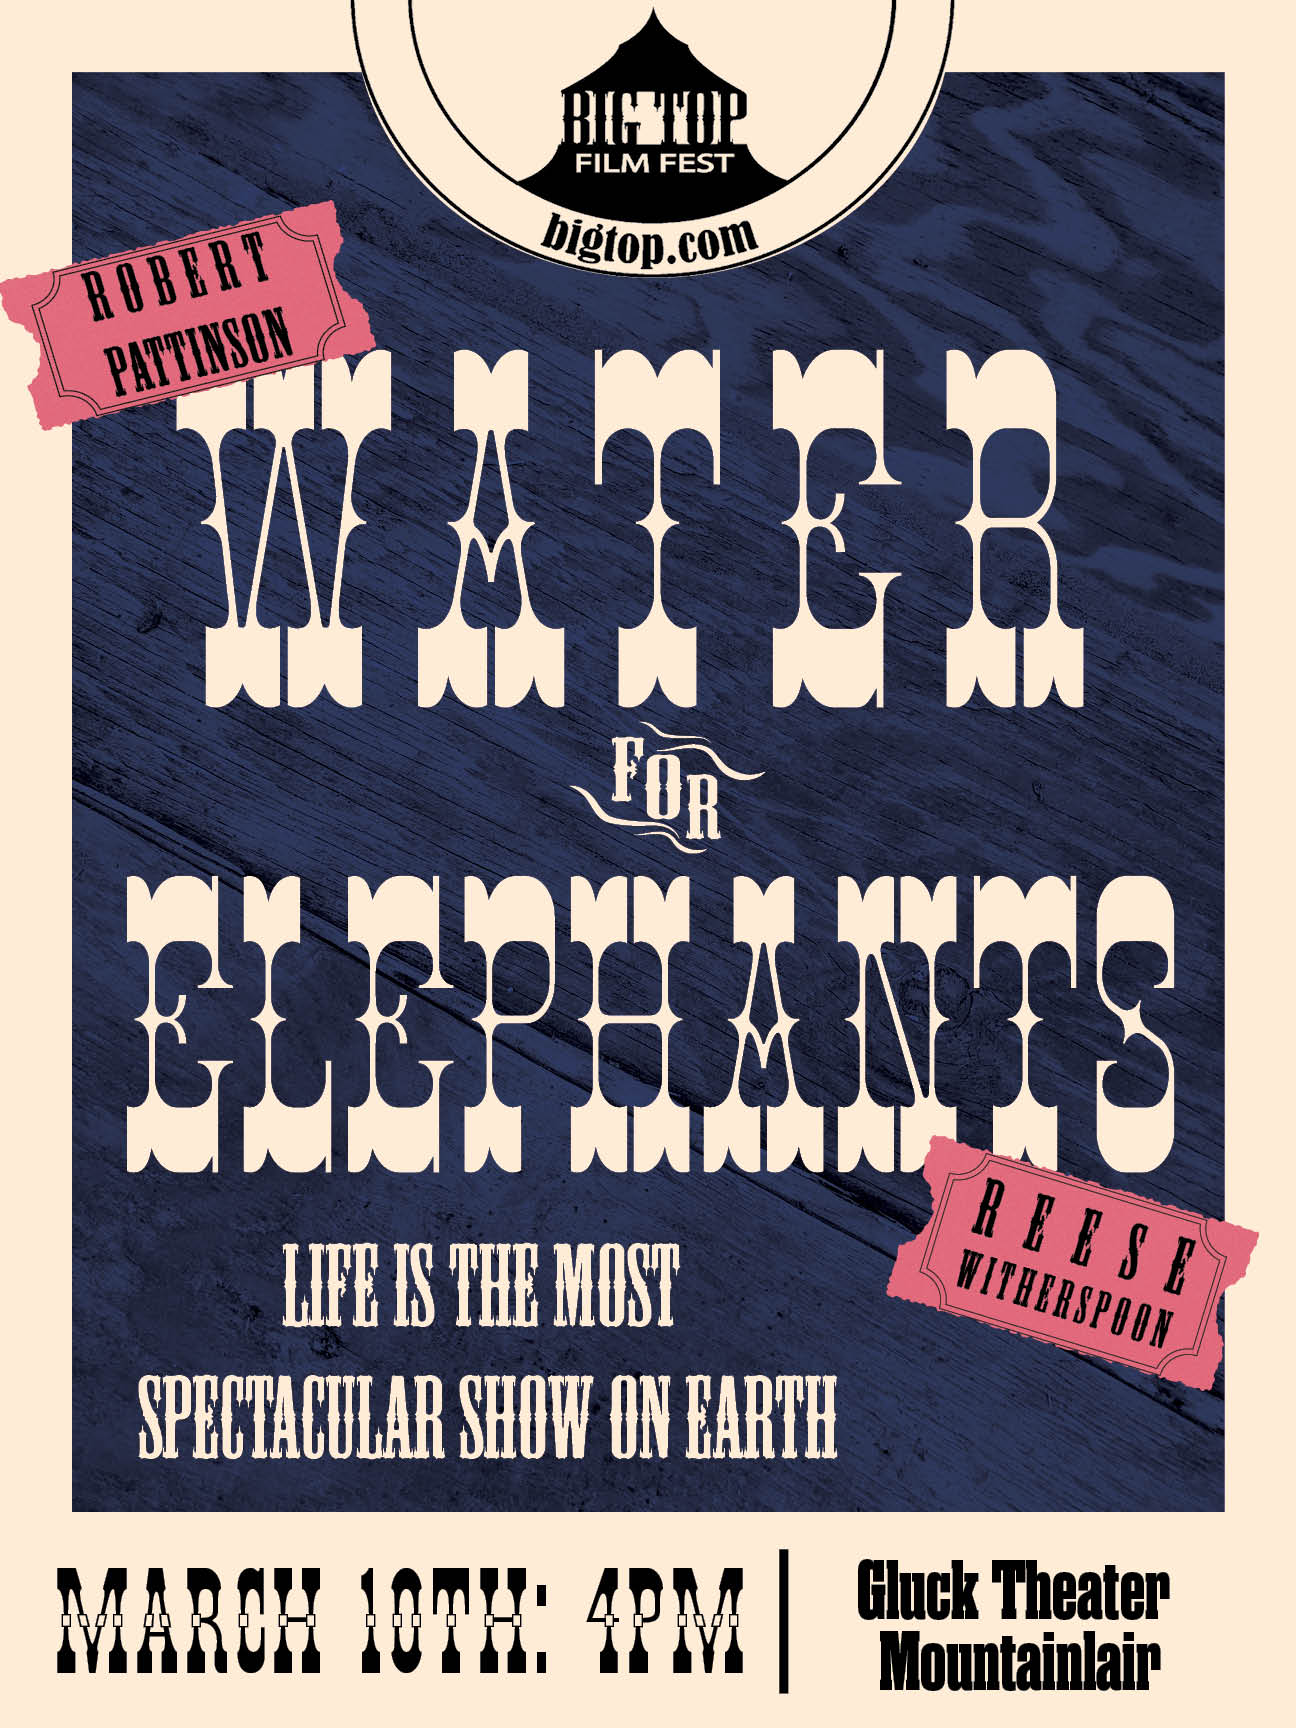 BIG TOP
FILM FEST
bigtop.com
ROBERT
PATTINSON
WATER
FOR
ELEPHANTS
REESE
WITHERSPOON
LIFE IS THE MOST
SPECTACULAR SHOW ON EARTH
MARCH 10TH: 4PM
Gluck Theater
Mountainlair